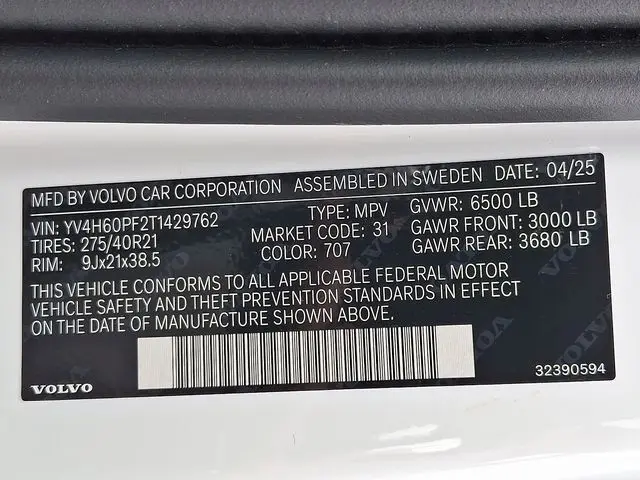 MFD BY VOLVO CAR CORPORATION ASSEMBLED IN SWEDEN DATE: 04/25
VIN: YV4H60PF2T1429762 TYPE: MPV GVWR: 6500 LB
TIRES: 275/40R21 MARKET CODE: 31 GAWR FRONT: 3000 LB
RIM: 9Jx21x38.5 COLOR: 707 GAWR REAR: 3680 LB
THIS VEHICLE CONFORMS TO ALL APPLICABLE FEDERAL MOTOR
VEHICLE SAFETY AND THEFT PREVENTION STANDARDS IN EFFECT
ON THE DATE OF MANUFACTURE SHOWN ABOVE.
VOLVO 32390594